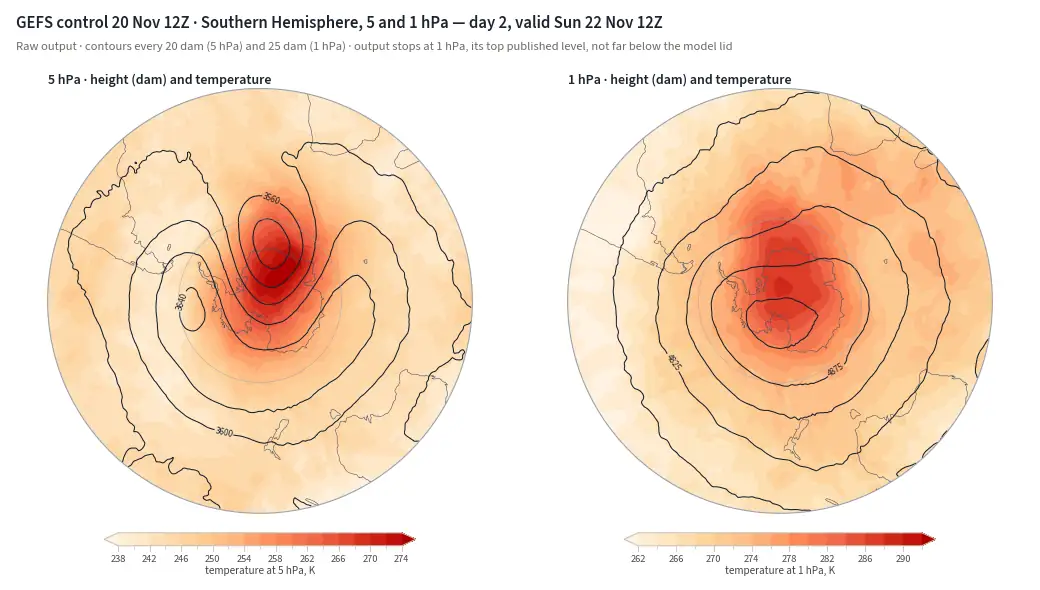 GEFS control 20 Nov 12Z · Southern Hemisphere, 5 and 1 hPa — day 2, valid Sun 22 Nov 12Z
Raw output · contours every 20 dam (5 hPa) and 25 dam (1 hPa) · output stops at 1 hPa, its top published level, not far below the model lid
5 hPa · height (dam) and temperature
1 hPa · height (dam) and temperature
3560
3640
3600
4825
4875
238 242 246 250 254 258 262 266 270 274
temperature at 5 hPa, K
262 266 270 274 278 282 286 290
temperature at 1 hPa, K